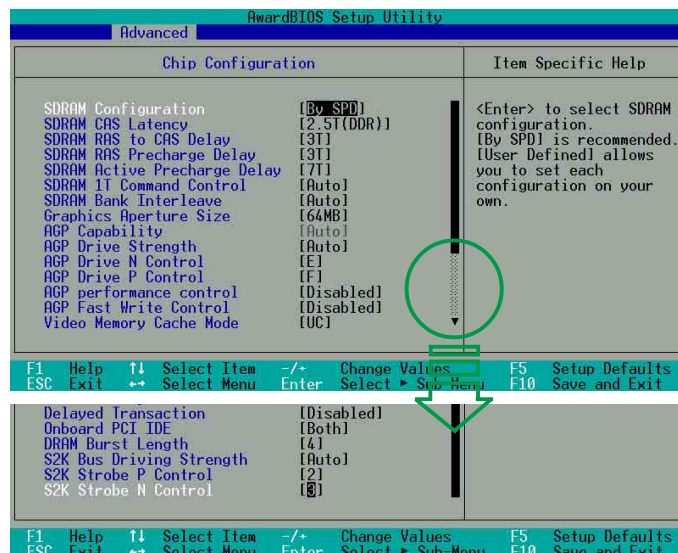 AwardBIOS Setup Utility
Advanced
Chip Configuration Item Specific Help
SDRAM Configuration [By SPD] <Enter> to select SDRAM
SDRAM CAS Latency [2.5T(DDR)] configuration.
SDRAM RAS to CAS Delay [3T] [By SPD] is recommended.
SDRAM RAS Precharge Delay [3T] [User Defined] allows
SDRAM Active Precharge Delay [7T] you to set each
SDRAM 1T Command Control [Auto] configuration on your
SDRAM Bank Interleave [Auto] own.
Graphics Aperture Size [64MB]
AGP Capability [Auto]
AGP Drive Strength [Auto]
AGP Drive N Control [E]
AGP Drive P Control [F]
AGP performance control [Disabled]
AGP Fast Write Control [Disabled]
Video Memory Cache Mode [UC]
F1 Help ↑↓ Select Item -/+ Change Values F5 Setup Defaults
ESC Exit ←→ Select Menu Enter Select ► Sub-Menu F10 Save and Exit
Delayed Transaction [Disabled]
Onboard PCI IDE [Both]
DRAM Burst Length [4]
S2K Bus Driving Strength [Auto]
S2K Strobe P Control [2]
S2K Strobe N Control [3]
F1 Help ↑↓ Select Item -/+ Change Values F5 Setup Defaults
ESC Exit ←→ Select Menu Enter Select ► Sub-Menu F10 Save and Exit